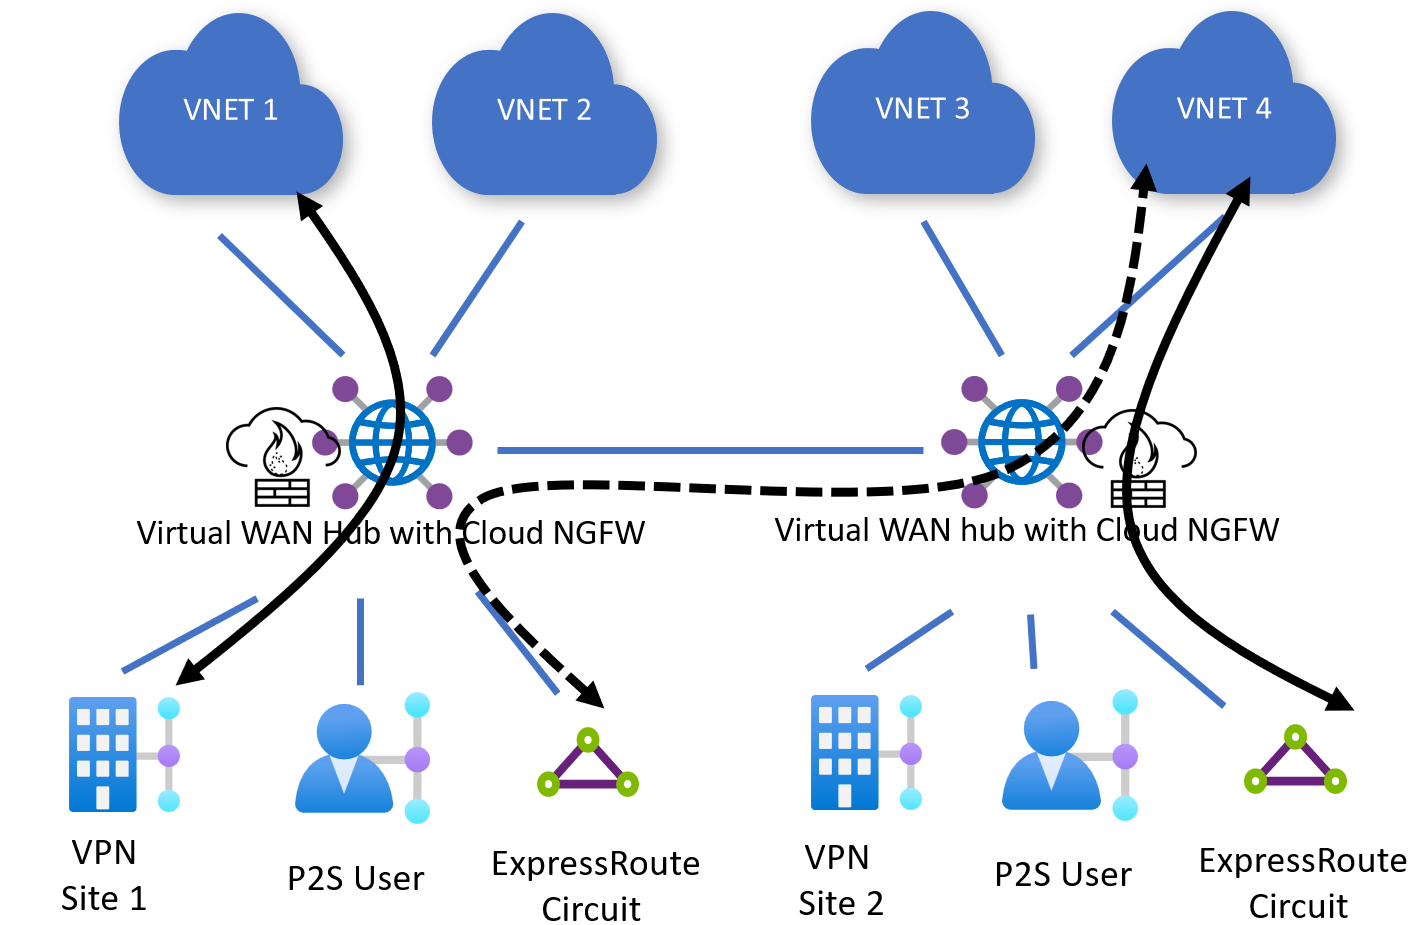 VNET 1
VNET 2
VNET 3
VNET 4
Virtual WAN Hub with Cloud NGFW
Virtual WAN hub with Cloud NGFW
VPN
Site 1
P2S User
ExpressRoute
Circuit
VPN
Site 2
P2S User
ExpressRoute
Circuit